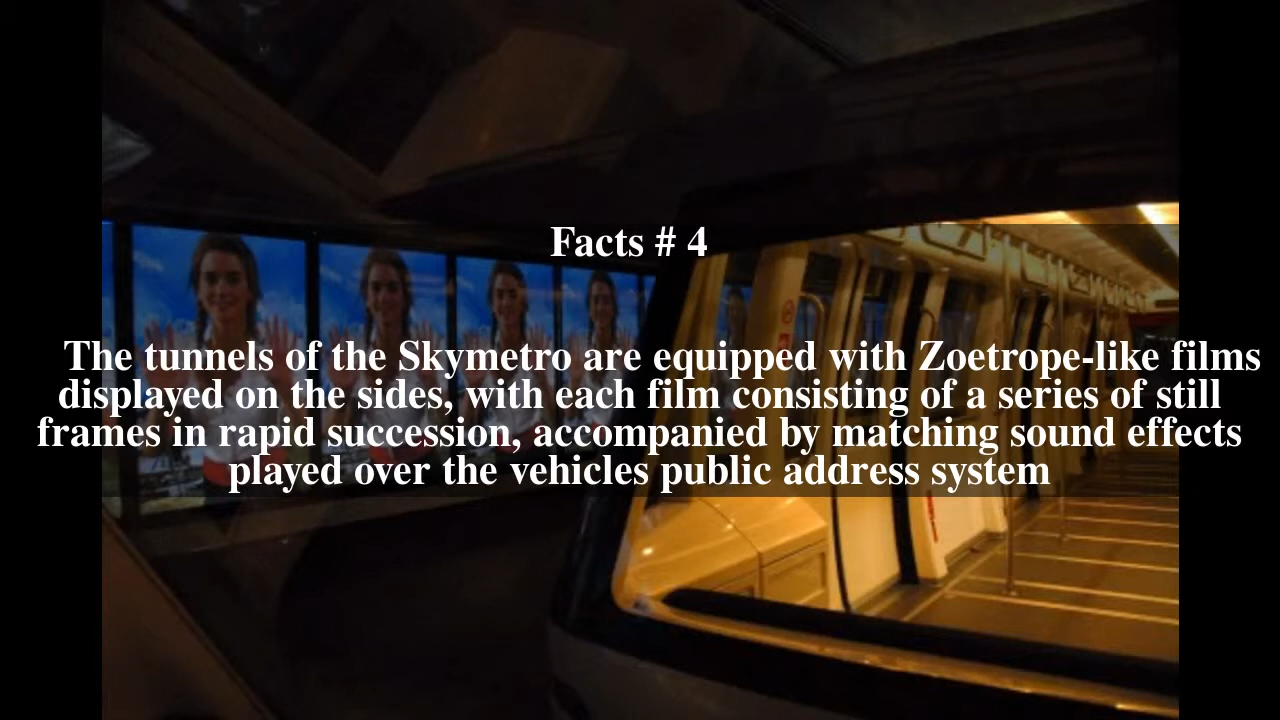 Facts # 4
The tunnels of the Skymetro are equipped with Zoetrope-like films
displayed on the sides, with each film consisting of a series of still
frames in rapid succession, accompanied by matching sound effects
played over the vehicles public address system